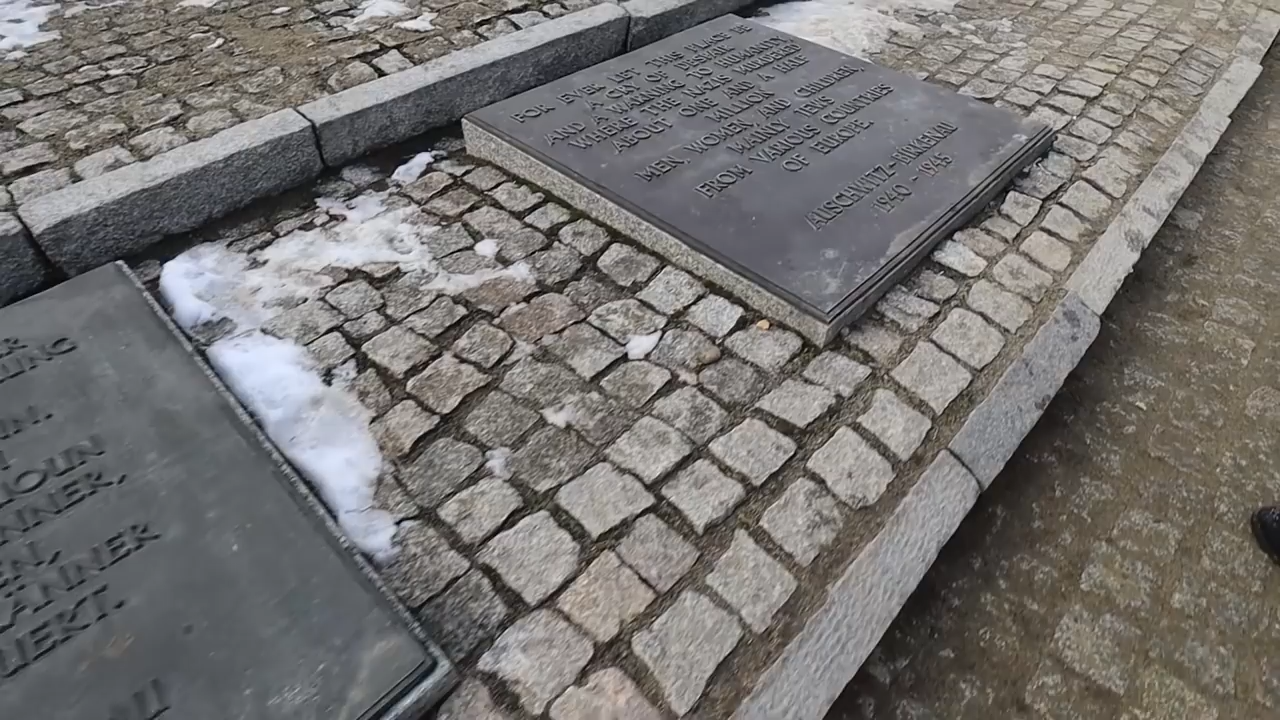 FOR EVER LET THIS PLACE BE
A CRY OF DESPAIR
AND A WARNING TO HUMANITY
WHERE THE NAZIS MURDERED
ABOUT ONE AND A HALF
MILLION
MEN, WOMEN, AND CHILDREN,
MAINLY JEWS
FROM VARIOUS COUNTRIES
OF EUROPE
AUSCHWITZ-BIRKENAU
1940 - 1945